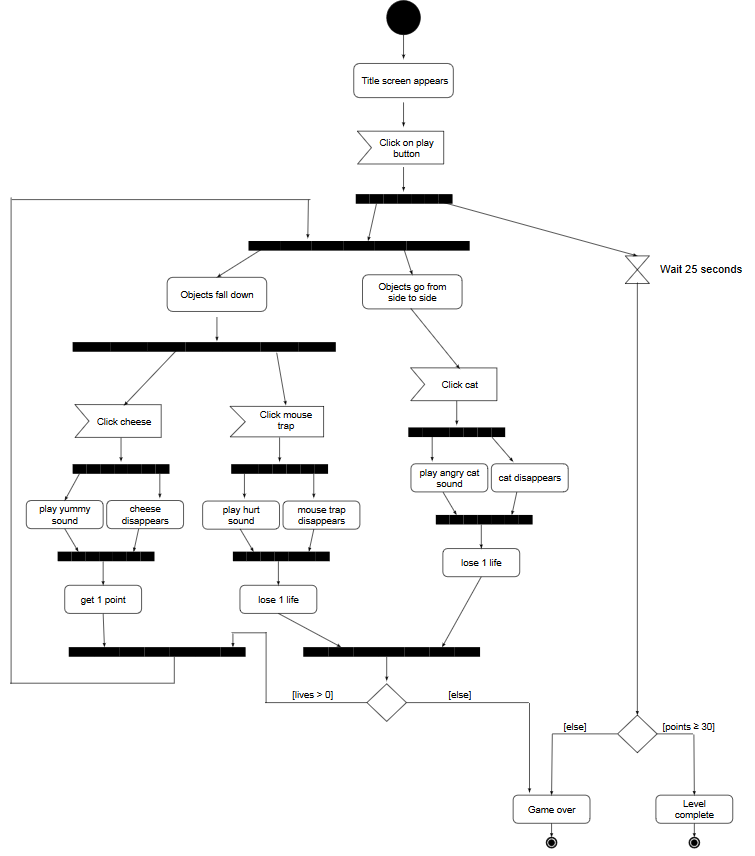 Title screen appears
Click on play
button
Wait 25 seconds
Objects fall down
Objects go from
side to side
Click cat
Click cheese
Click mouse
trap
play angry cat
sound
cat disappears
play yummy
sound
cheese
disappears
play hurt
sound
mouse trap
disappears
lose 1 life
get 1 point
lose 1 life
[lives > 0]
[else]
[else]
[points ≥ 30]
Game over
Level
complete